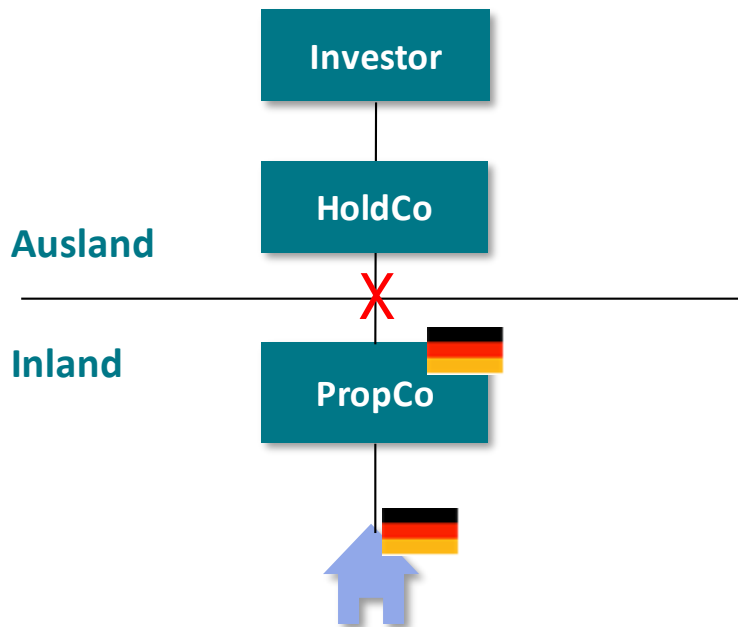 Investor
HoldCo
Ausland
X
Inland
PropCo